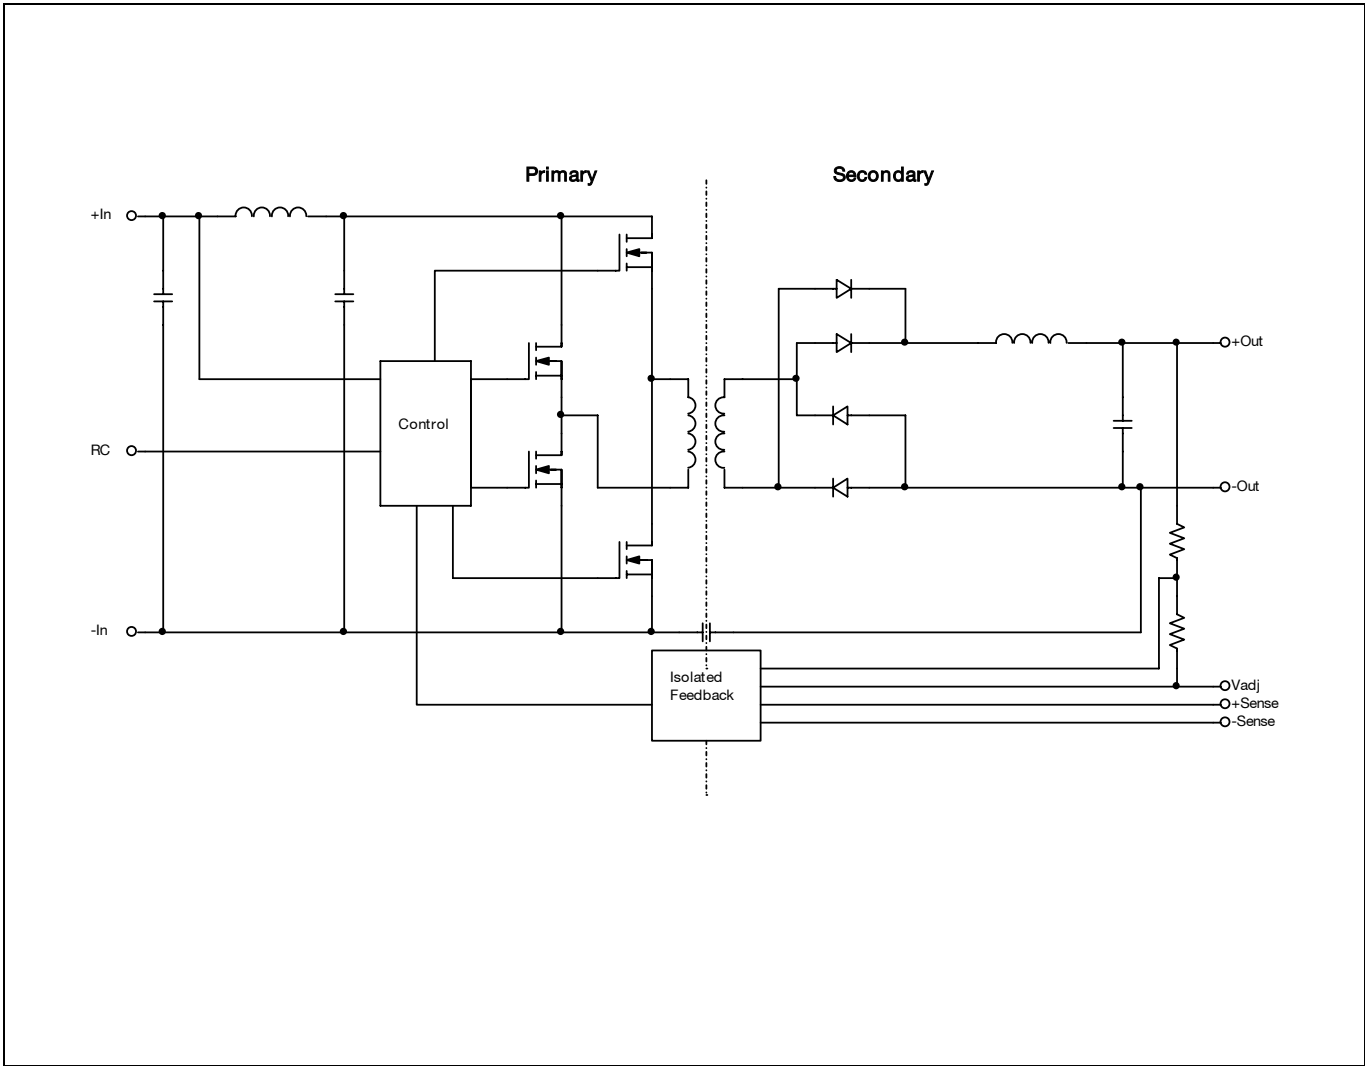 Primary
Secondary
+In
+Out
Control
RC
-Out
-In
Isolated
Feedback
Vadj
+Sense
-Sense